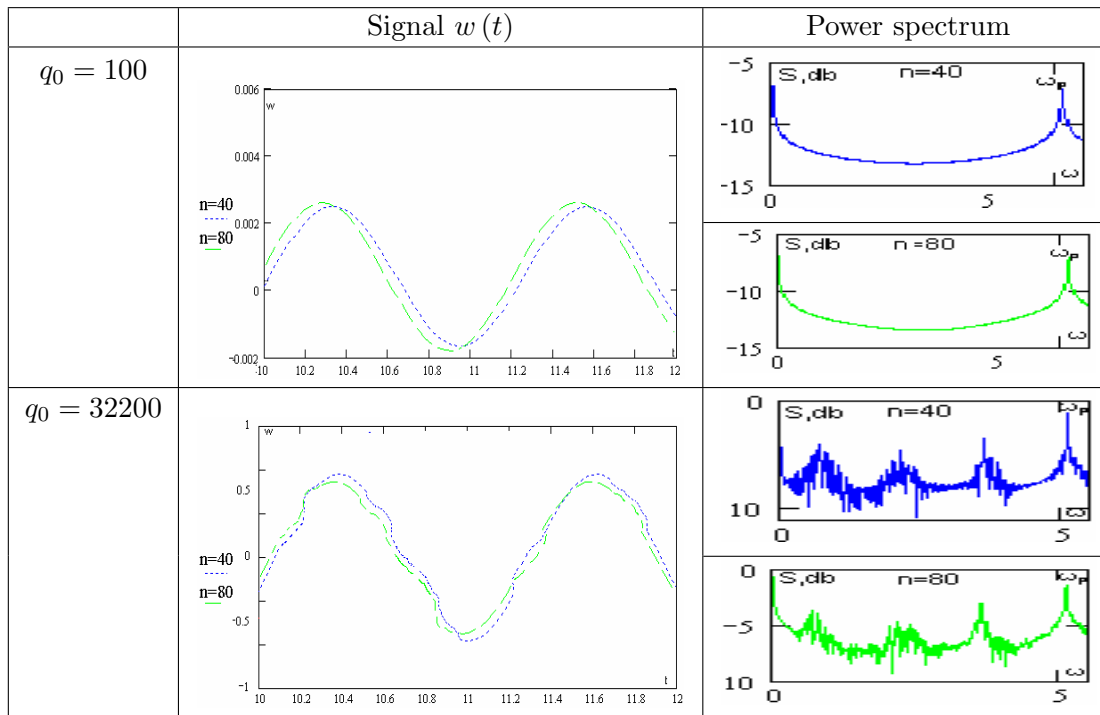 Signal w (t)
Power spectrum
q₀ = 100
0.006
w
0.004
n=40
0.002
n=80
0
-0.002
10 10.2 10.4 10.6 10.8 11 11.2 11.4 11.6 11.8 12
-5
S,db n=40 ωₚ
-10
-15
0 5 ω
-5
S,db n=80 ωₚ
-10
-15
0 5 ω
q₀ = 32200
1
w
0.5
n=40
0
n=80
-0.5
-1
t
10 10.2 10.4 10.6 10.8 11 11.2 11.4 11.6 11.8 12
0
S,db n=40 ωₚ
10
0 5 ω
0
S,db n=80 ωₚ
-5
10
0 5 ω